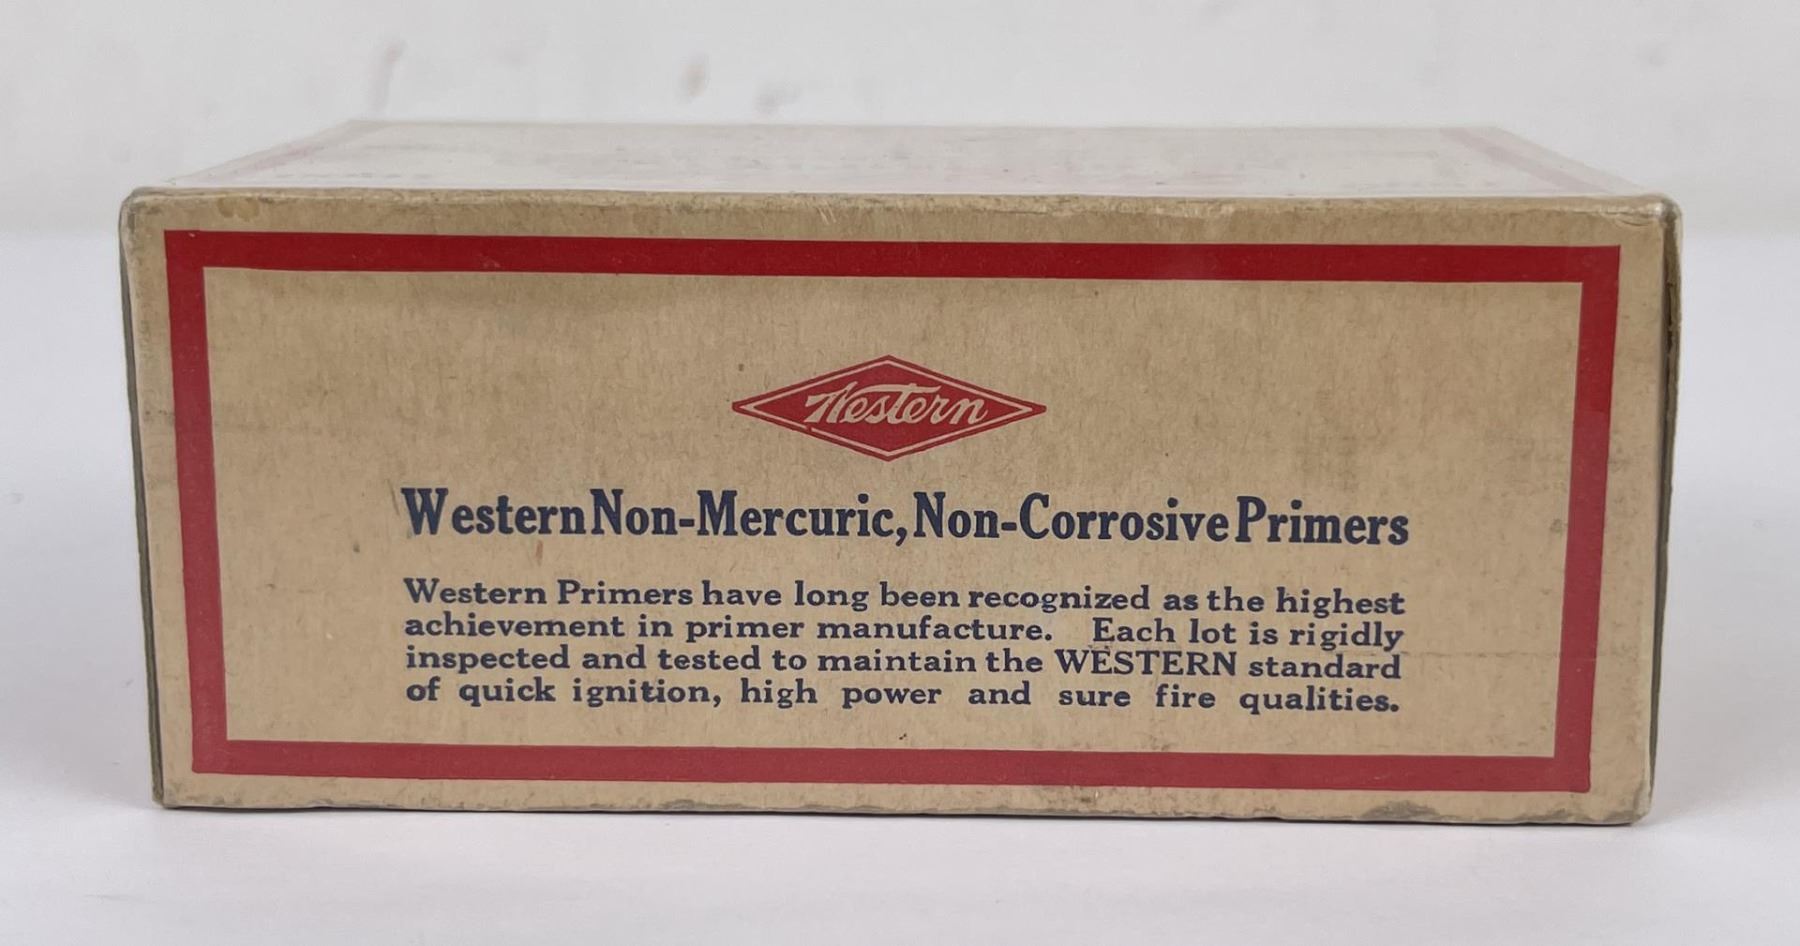 Western
Western Non-Mercuric, Non-Corrosive Primers
Western Primers have long been recognized as the highest
achievement in primer manufacture. Each lot is rigidly
inspected and tested to maintain the WESTERN standard
of quick ignition, high power and sure fire qualities.